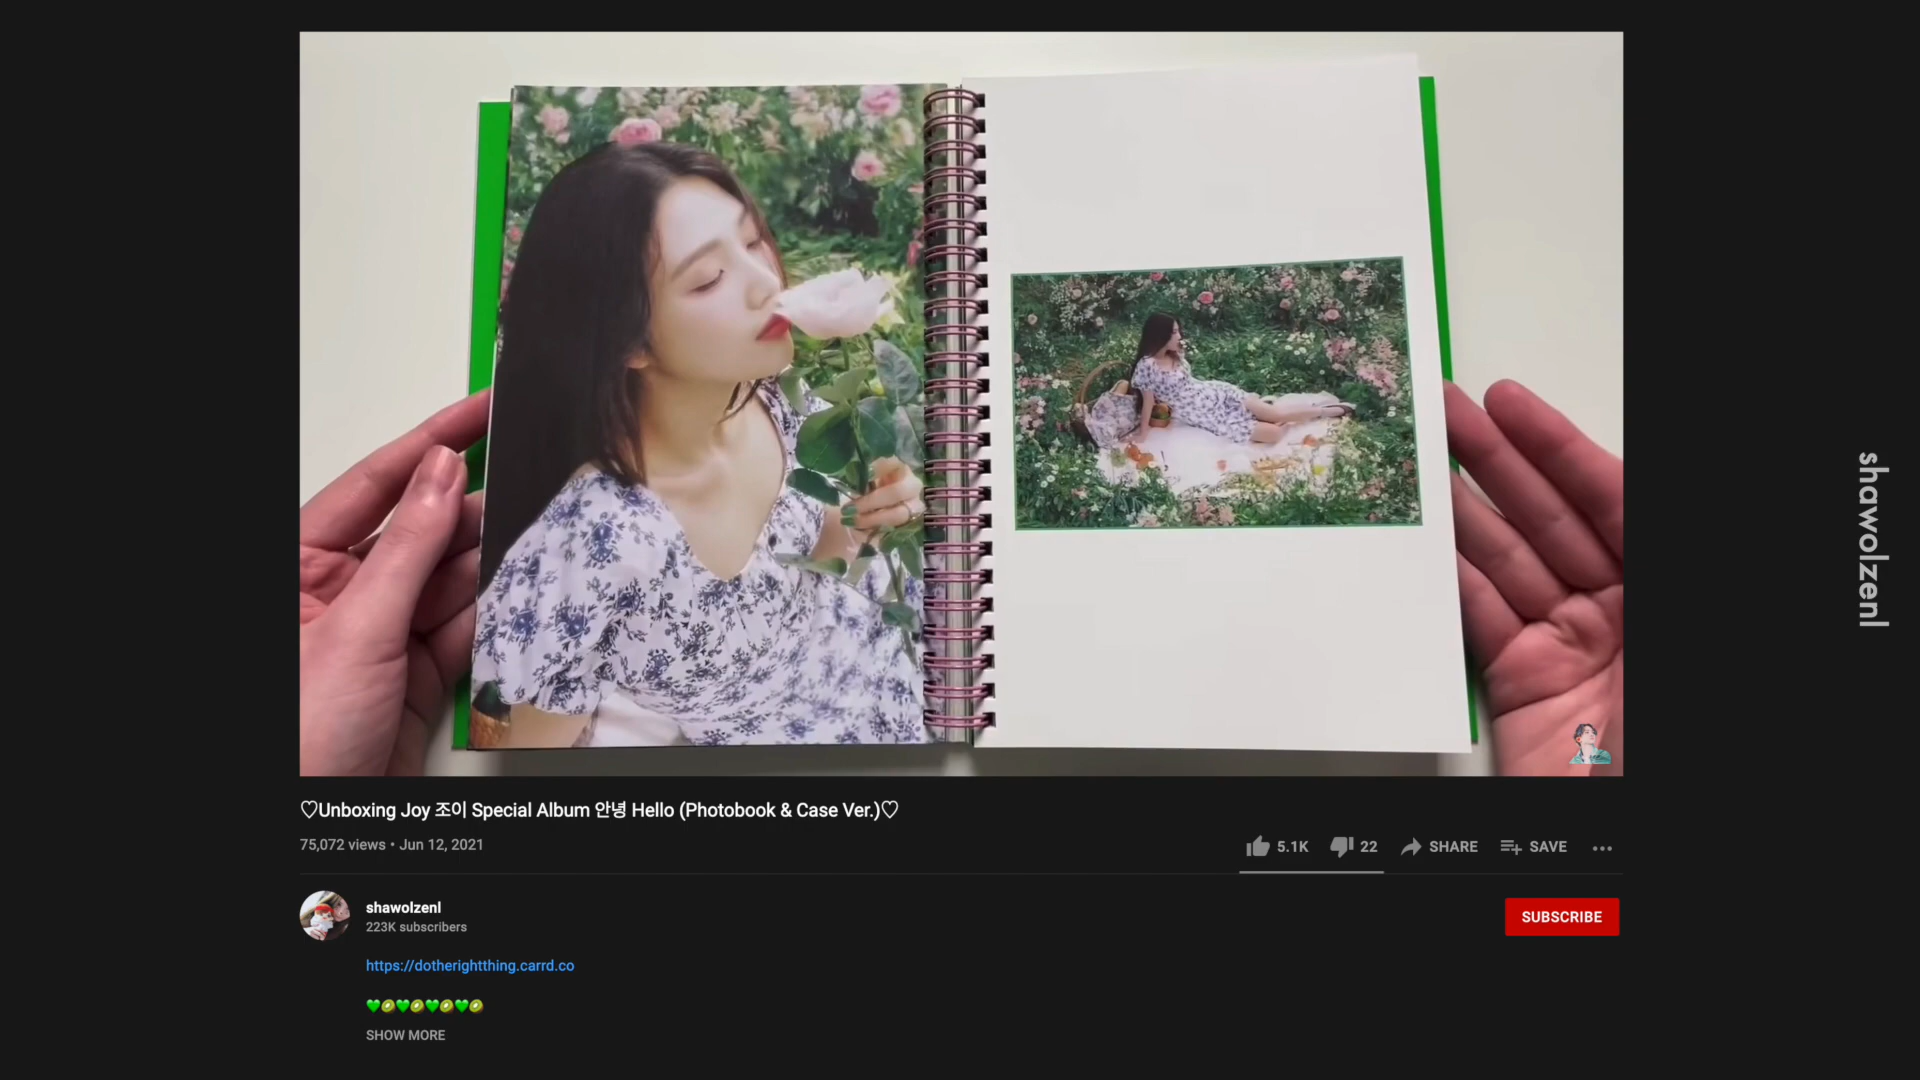 shawolzenl
♡Unboxing Joy 조이 Special Album 안녕 Hello (Photobook & Case Ver.)♡
75,072 views • Jun 12, 2021
5.1K
22
SHARE
SAVE
shawolzenl
223K subscribers
SUBSCRIBE
https://dotherightthing.carrd.co
💚🥝💚🥝💚🥝💚🥝
SHOW MORE